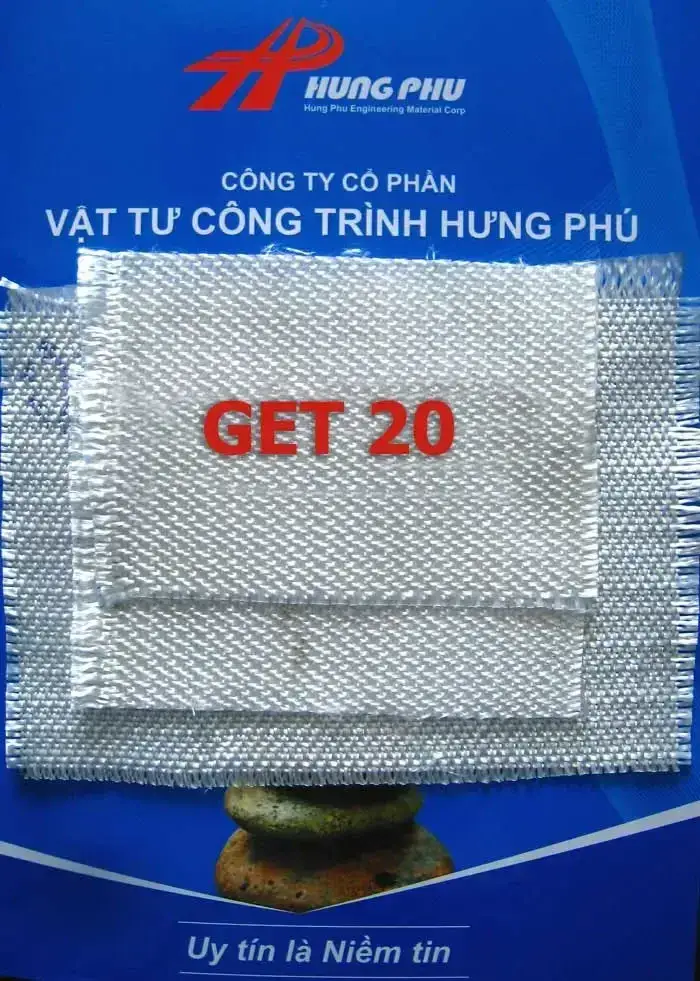 HUNG PHU
Hung Phu Engineering Material Corp
CÔNG TY CỔ PHẦN
VẬT TƯ CÔNG TRÌNH HƯNG PHÚ
GET 20
Uy tín là Niềm tin